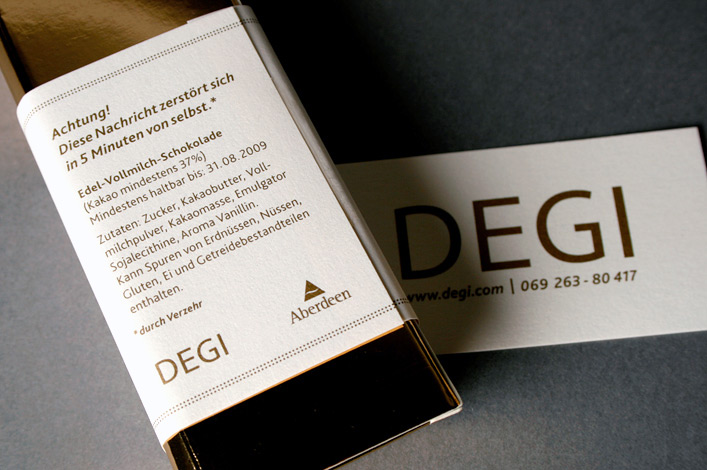 Achtung!
Diese Nachricht zerstört sich
in 5 Minuten von selbst.*
Edel-Vollmilch-Schokolade
(Kakao mindestens 37%)
Mindestens haltbar bis: 31.08.2009
Zutaten: Zucker, Kakaobutter, Voll-
milchpulver, Kakaomasse, Emulgator
Sojalecithine, Aroma Vanillin.
Kann Spuren von Erdnüssen, Nüssen,
Gluten, Ei und Getreidebestandteilen
enthalten.
*durch Verzehr
DEGI
Aberdeen
DEGI
www.degi.com | 069 263-80 417